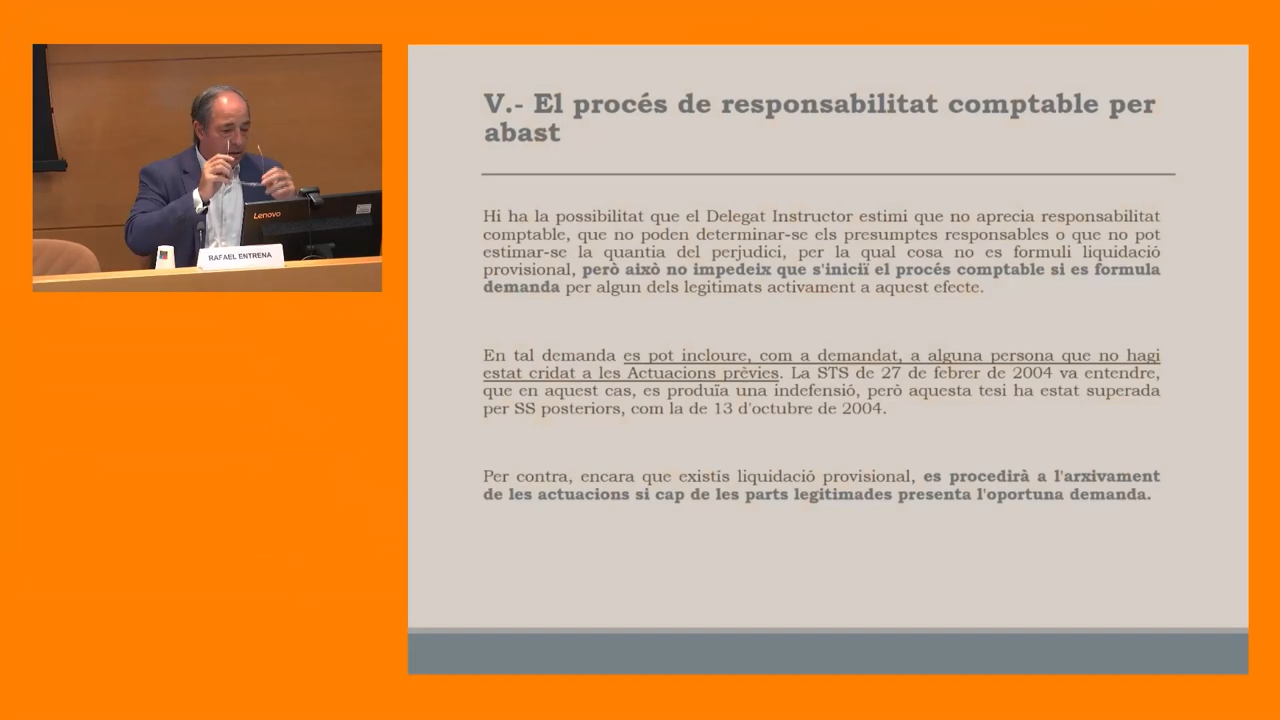 Lenovo
RAFAEL ENTRENA
V.- El procés de responsabilitat comptable per
abast
Hi ha la possibilitat que el Delegat Instructor estimi que no aprecia responsabilitat
comptable, que no poden determinar-se els presumptes responsables o que no pot
estimar-se la quantia del perjudici, per la qual cosa no es formuli liquidació
provisional, però això no impedeix que s'iniciï el procés comptable si es formula
demanda per algun dels legitimats activament a aquest efecte.
En tal demanda es pot incloure, com a demandat, a alguna persona que no hagi
estat cridat a les Actuacions prèvies. La STS de 27 de febrer de 2004 va entendre,
que en aquest cas, es produïa una indefensió, però aquesta tesi ha estat superada
per SS posteriors, com la de 13 d'octubre de 2004.
Per contra, encara que existís liquidació provisional, es procedirà a l'arxivament
de les actuacions si cap de les parts legitimades presenta l'oportuna demanda.